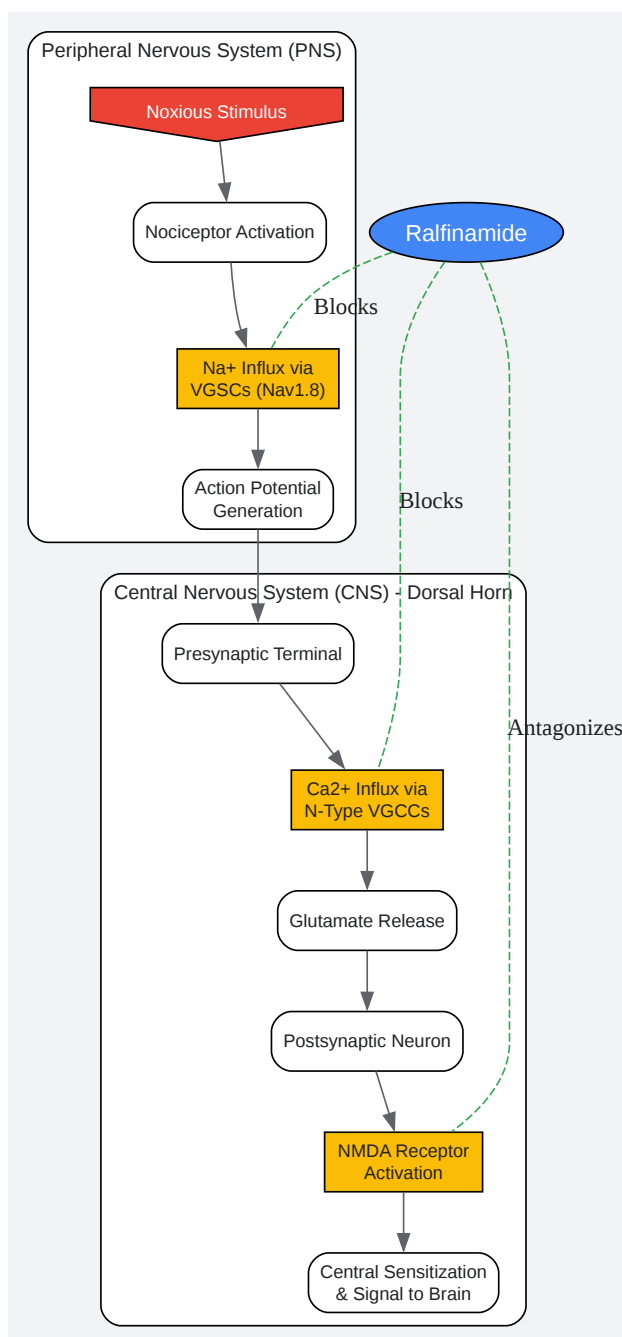 Peripheral Nervous System (PNS)
Noxious Stimulus
Nociceptor Activation
Ralfinamide
Blocks
Na+ Influx via
VGSCs (Nav1.8)
Action Potential
Generation
Blocks
Central Nervous System (CNS) - Dorsal Horn
Presynaptic Terminal
Antagonizes
Ca2+ Influx via
N-Type VGCCs
Glutamate Release
Postsynaptic Neuron
NMDA Receptor
Activation
Central Sensitization
& Signal to Brain